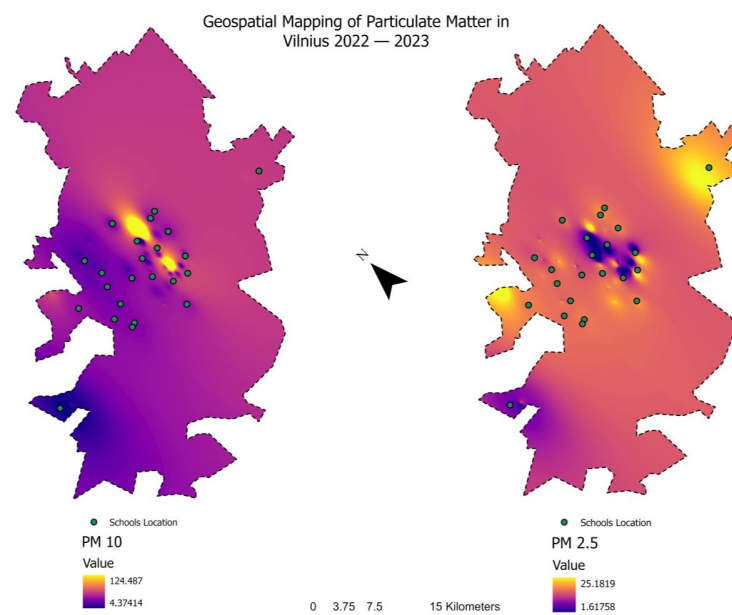 Geospatial Mapping of Particulate Matter in
Vilnius 2022 — 2023
N
Schools Location
PM 10
Value
124.487
4.37414
Schools Location
PM 2.5
Value
25.1819
1.61758
0 3.75 7.5 15 Kilometers